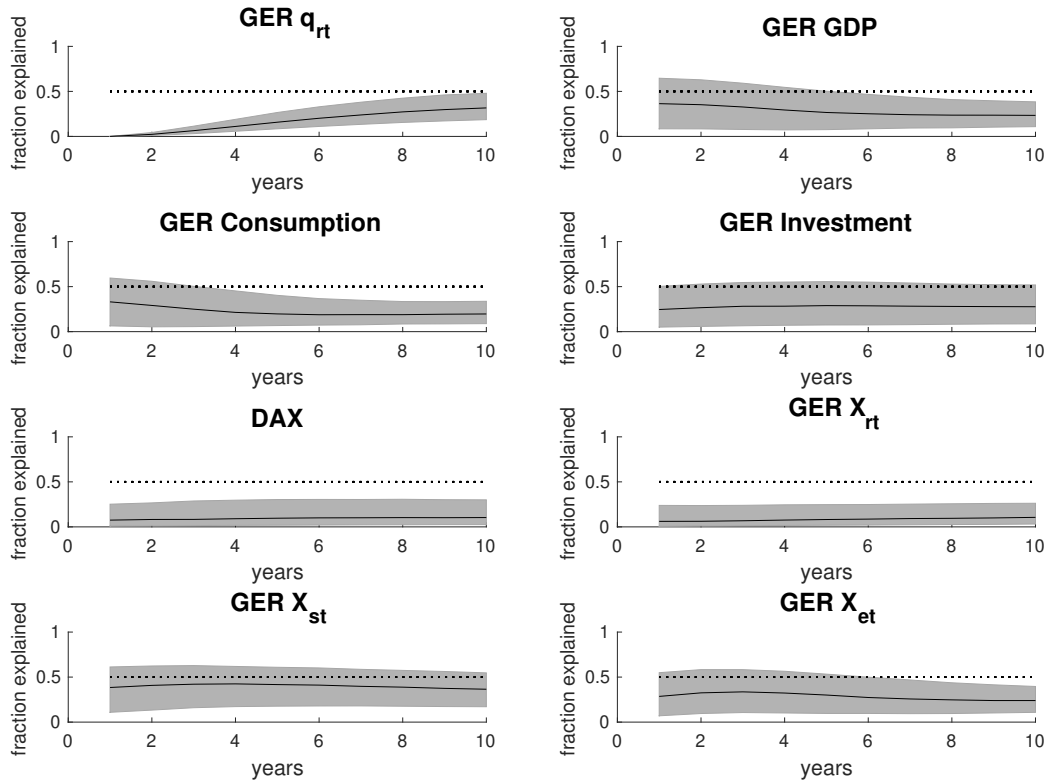 GER q_rt
fraction explained
1
0.5
0
0 2 4 6 8 10
years
GER GDP
fraction explained
1
0.5
0
0 2 4 6 8 10
years
GER Consumption
fraction explained
1
0.5
0
0 2 4 6 8 10
years
GER Investment
fraction explained
1
0.5
0
0 2 4 6 8 10
years
DAX
fraction explained
1
0.5
0
0 2 4 6 8 10
years
GER X_rt
fraction explained
1
0.5
0
0 2 4 6 8 10
years
GER X_st
fraction explained
1
0.5
0
0 2 4 6 8 10
years
GER X_et
fraction explained
1
0.5
0
0 2 4 6 8 10
years